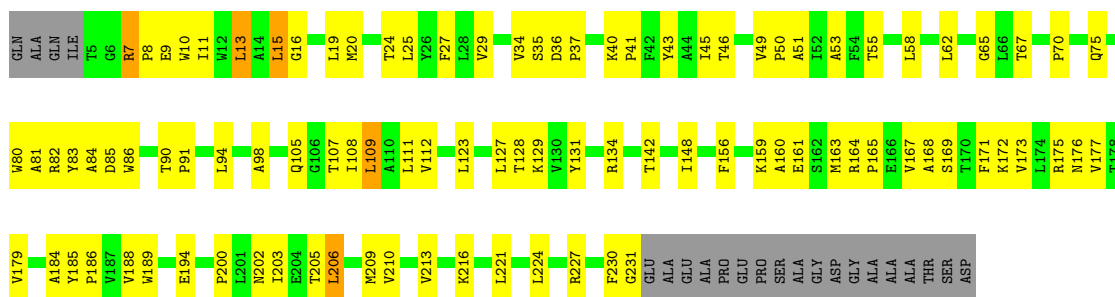 GLN ALA GLN ILE T5 G6 R7 P8 E9 W10 I11 W12 L13 A14 L15 G16 L19 M20 T24 L25 Y26 F27 L28 V29 V34 S35 D36 P37 K40 P41 F42 Y43 A44 I45 T46 V49 P50 A51 I52 A53 F54 T55 L58 L62 G65 L66 T67 P70 Q75
W80 A81 R82 Y83 A84 D85 W86 T90 P91 L94 A98 Q105 G106 T107 I108 L109 A110 L111 V112 L123 L127 T128 K129 V130 Y131 R134 T142 I148 F156 K159 A160 E161 S162 M163 R164 P165 E166 V167 A168 S169 T170 F171 K172 V173 L174 R175 N176 V177 T178
V179 A184 Y185 P186 V187 V188 W189 E194 P200 L201 N202 I203 E204 T205 L206 M209 V210 V213 K216 L221 L224 R227 F230 G231 GLU ALA GLU ALA PRO GLU PRO SER ALA GLY ASP GLY ALA ALA ALA THR SER ASP